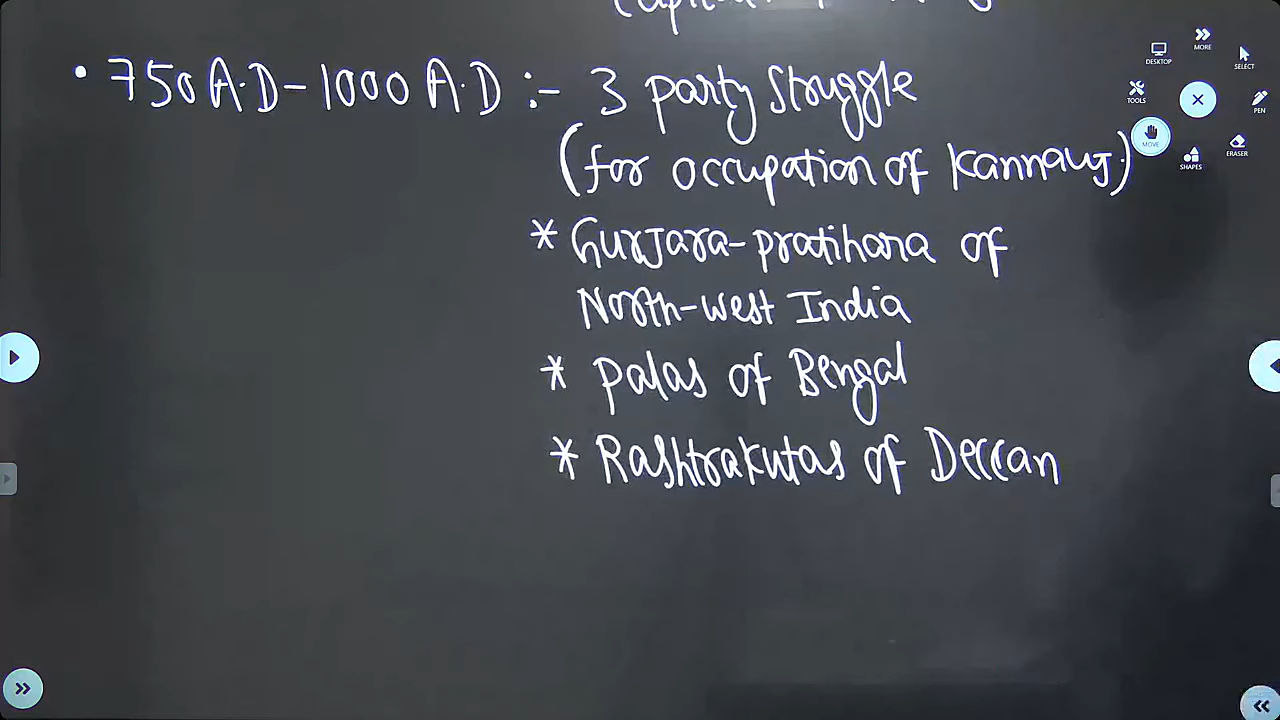 • 750 A.D - 1000 A.D :- 3 party struggle
(for occupation of Kannauj.)
* Gurjara-pratihara of
North-west India
* Palas of Bengal
* Rashtrakutas of Deccan
DESKTOP
MORE
SELECT
TOOLS
PEN
MOVE
ERASER
SHAPES